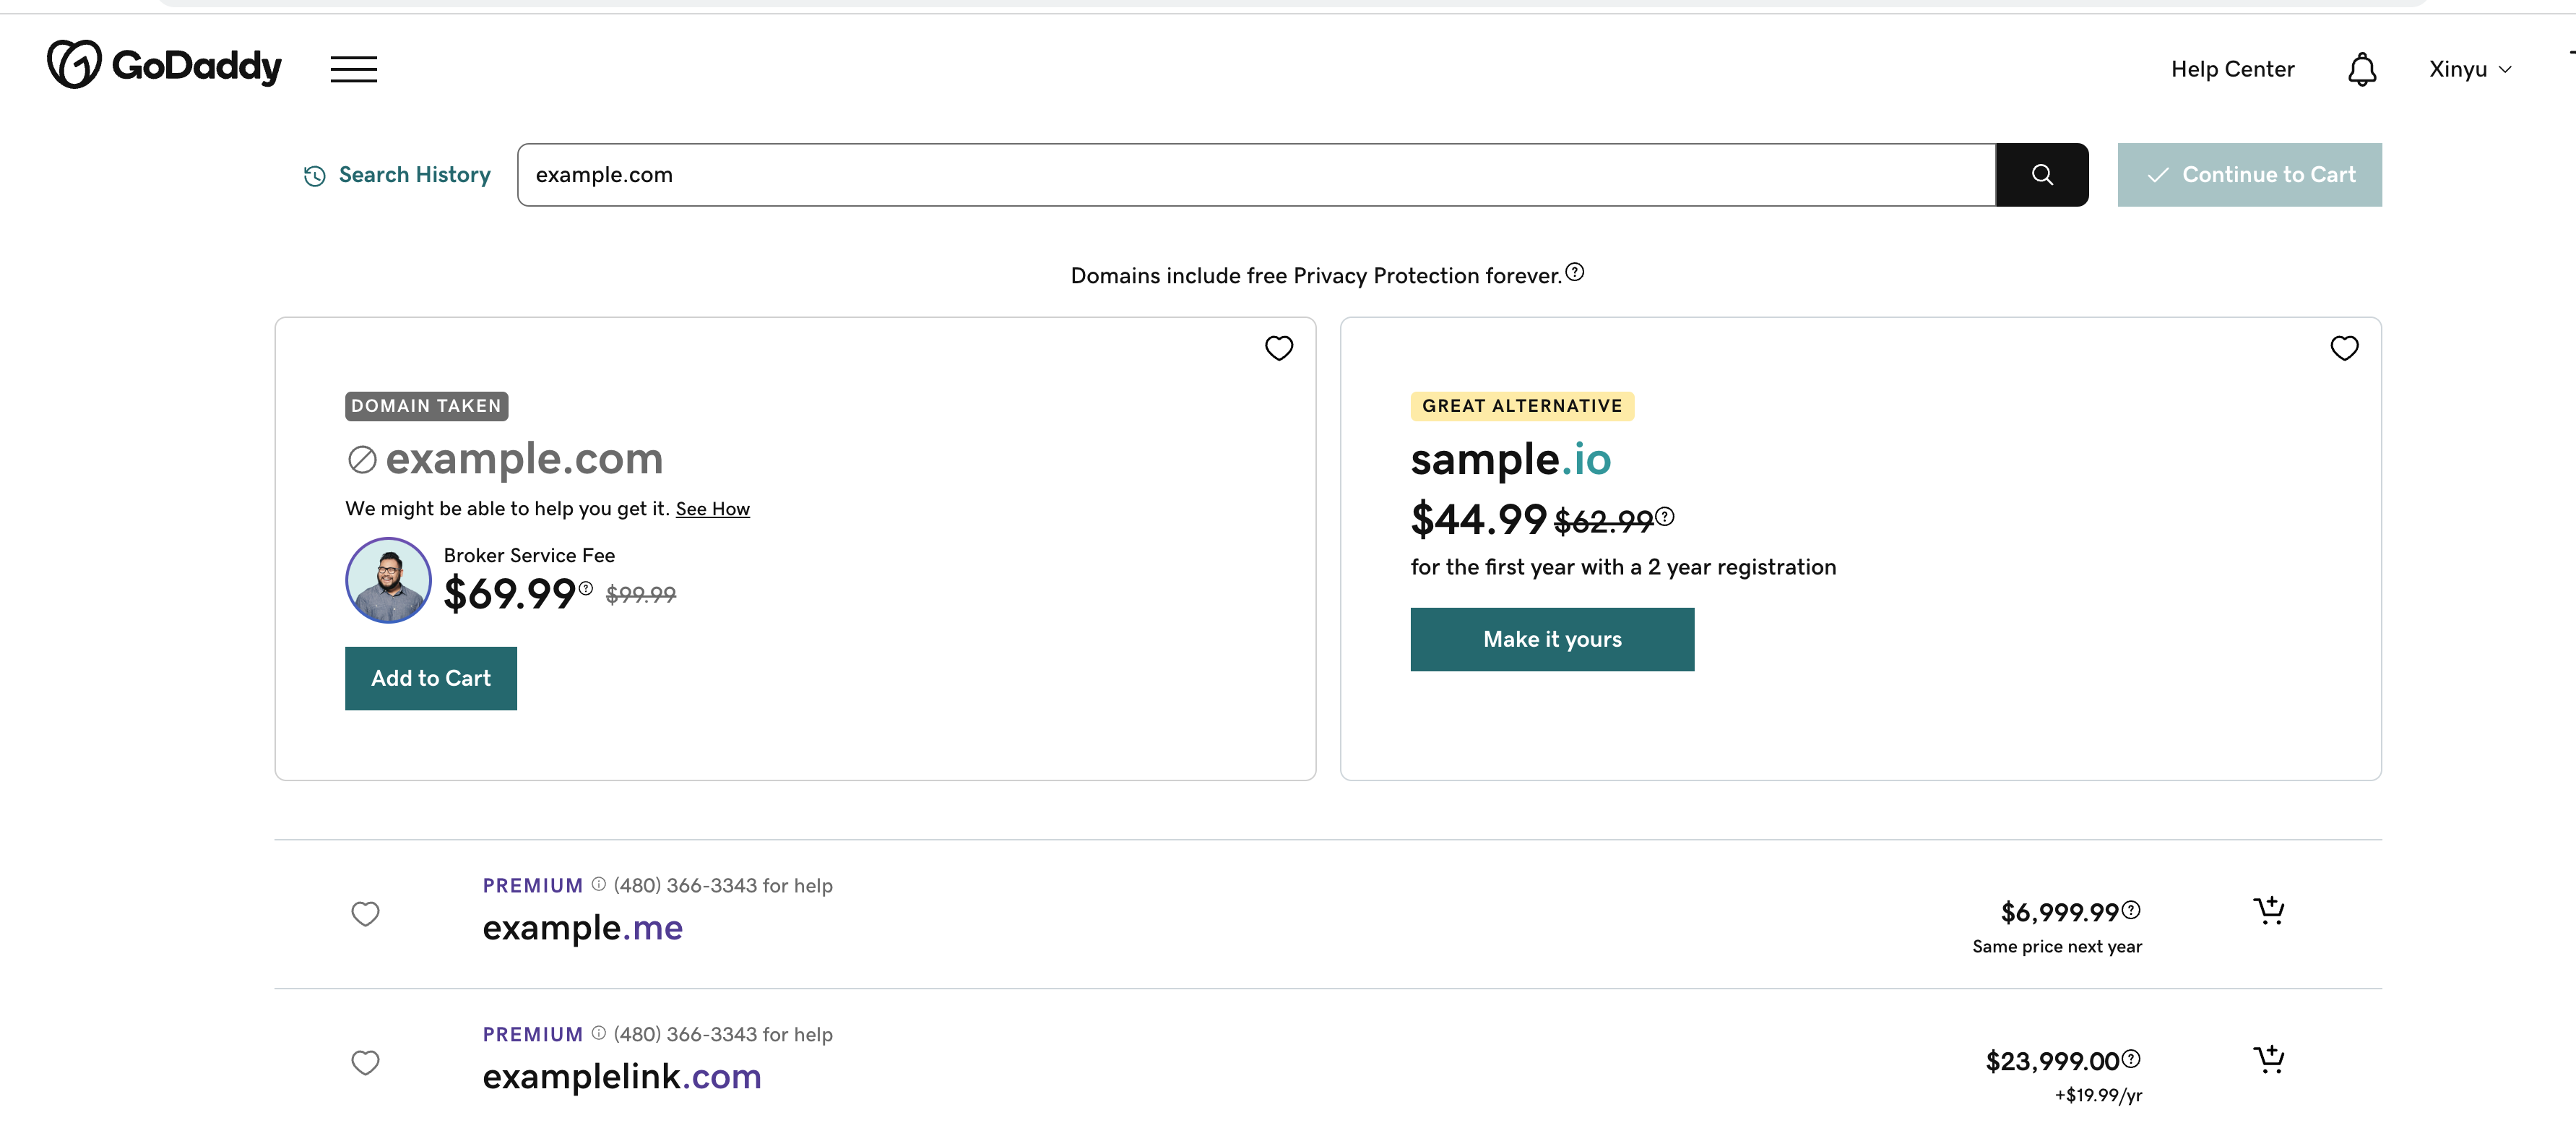 GoDaddy
Help Center
Xinyu
Search History
example.com
Continue to Cart
Domains include free Privacy Protection forever.
DOMAIN TAKEN
example.com
We might be able to help you get it. See How
Broker Service Fee
$69.99 $99.99
Add to Cart
GREAT ALTERNATIVE
sample.io
$44.99 $62.99
for the first year with a 2 year registration
Make it yours
PREMIUM (480) 366-3343 for help
example.me
$6,999.99
Same price next year
PREMIUM (480) 366-3343 for help
examplelink.com
$23,999.00
+$19.99/yr